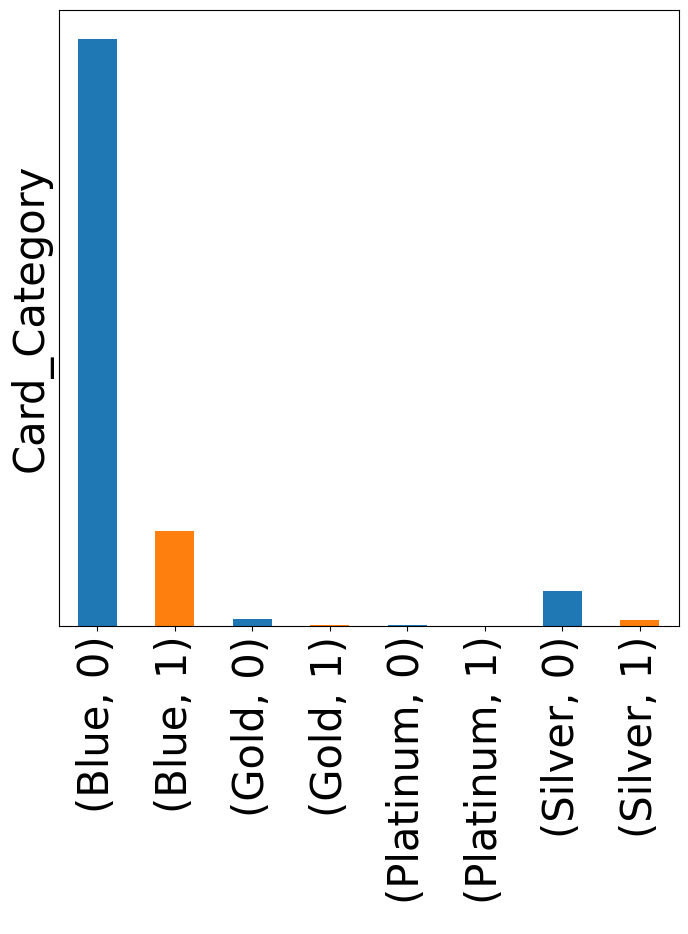 Card_Category
(Blue, 0)
(Blue, 1)
(Gold, 0)
(Gold, 1)
(Platinum, 0)
(Platinum, 1)
(Silver, 0)
(Silver, 1)